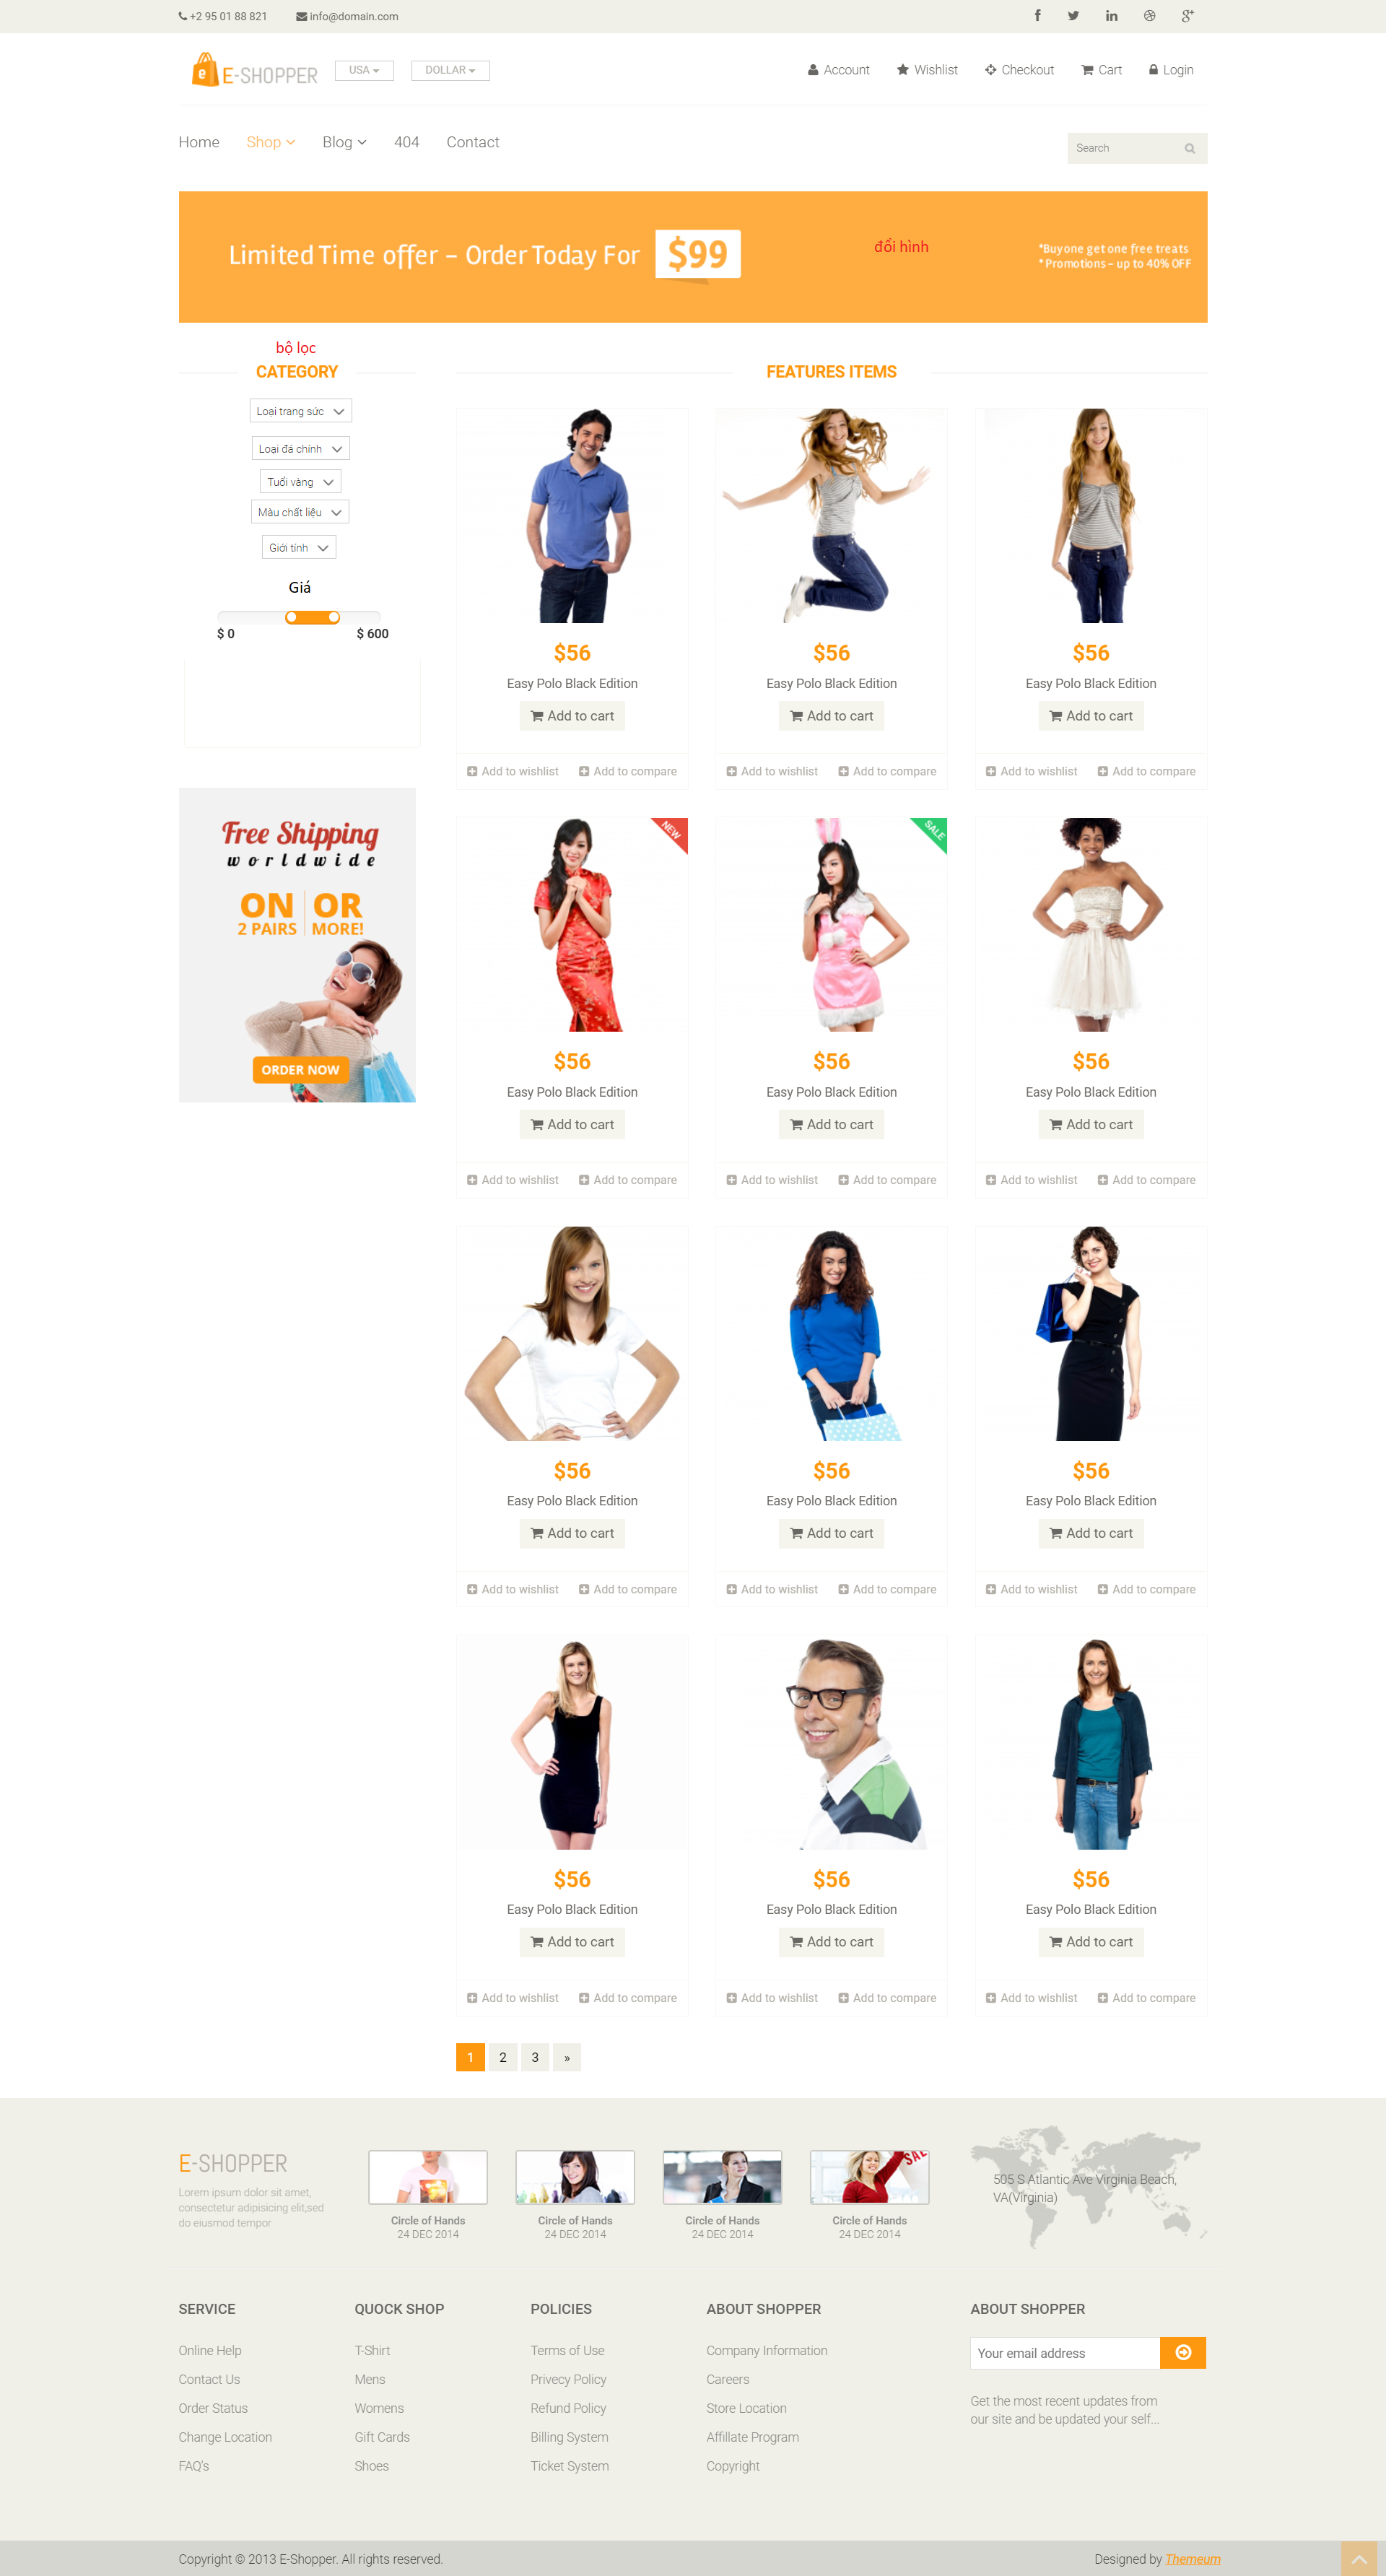 +2 95 01 88 821 info@domain.com
E-SHOPPER USA DOLLAR Account Wishlist Checkout Cart Login
Home Shop Blog 404 Contact
Search
Limited Time offer – Order Today For $99
đổi hình
*Buy one get one free treats
* Promotions – up to 40% OFF
bộ lọc
CATEGORY
Loại trang sức
Loại đá chính
Tuổi vàng
Màu chất liệu
Giới tính
Giá
$ 0 $ 600
Free Shipping
worldwide
ON OR
2 PAIRS MORE!
ORDER NOW
FEATURES ITEMS
$56 $56 $56
Easy Polo Black Edition Easy Polo Black Edition Easy Polo Black Edition
Add to cart Add to cart Add to cart
Add to wishlist Add to compare Add to wishlist Add to compare Add to wishlist Add to compare
NEW SALE
$56 $56 $56
Easy Polo Black Edition Easy Polo Black Edition Easy Polo Black Edition
Add to cart Add to cart Add to cart
Add to wishlist Add to compare Add to wishlist Add to compare Add to wishlist Add to compare
$56 $56 $56
Easy Polo Black Edition Easy Polo Black Edition Easy Polo Black Edition
Add to cart Add to cart Add to cart
Add to wishlist Add to compare Add to wishlist Add to compare Add to wishlist Add to compare
$56 $56 $56
Easy Polo Black Edition Easy Polo Black Edition Easy Polo Black Edition
Add to cart Add to cart Add to cart
Add to wishlist Add to compare Add to wishlist Add to compare Add to wishlist Add to compare
1 2 3 »
E-SHOPPER
Lorem ipsum dolor sit amet,
consectetur adipisicing elit,sed
do eiusmod tempor
SALE
Circle of Hands Circle of Hands Circle of Hands Circle of Hands
24 DEC 2014 24 DEC 2014 24 DEC 2014 24 DEC 2014
505 S Atlantic Ave Virginia Beach,
VA(Virginia)
SERVICE
Online Help
Contact Us
Order Status
Change Location
FAQ's
QUOCK SHOP
T-Shirt
Mens
Womens
Gift Cards
Shoes
POLICIES
Terms of Use
Privecy Policy
Refund Policy
Billing System
Ticket System
ABOUT SHOPPER
Company Information
Careers
Store Location
Affillate Program
Copyright
ABOUT SHOPPER
Your email address
Get the most recent updates from
our site and be updated your self...
Copyright © 2013 E-Shopper. All rights reserved. Designed by Themeum